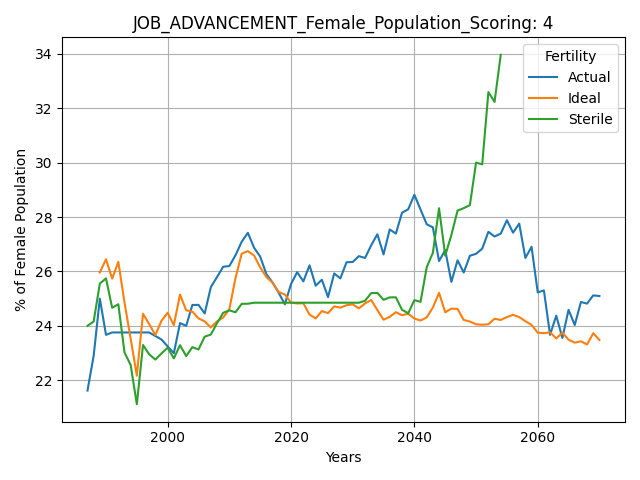 JOB_ADVANCEMENT_Female_Population_Scoring: 4
34
32
30
28
26
24
22
% of Female Population
Fertility
Actual
Ideal
Sterile
2000 2020 2040 2060
Years